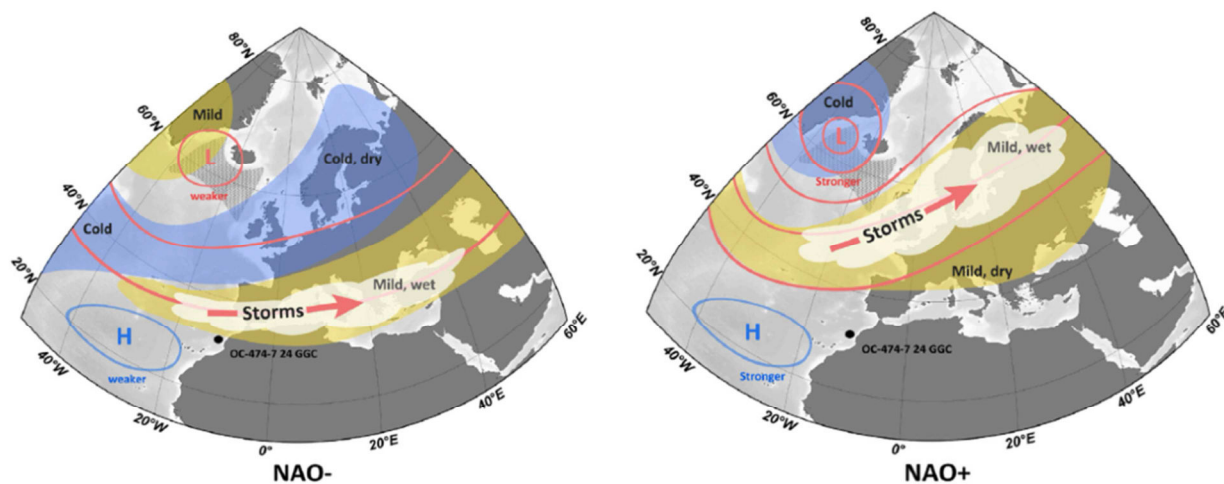 80°N
60°N
40°N
20°N
40°W
20°W
0°
20°E
40°E
60°E
Mild
L
weaker
Cold, dry
Cold
Mild, wet
Storms
H
weaker
OC-474-7 24 GGC
NAO-
80°N
60°N
40°N
20°N
40°W
20°W
0°
20°E
40°E
60°E
Cold
L
Stronger
Mild, wet
Storms
Mild, dry
H
Stronger
OC-474-7 24 GGC
NAO+